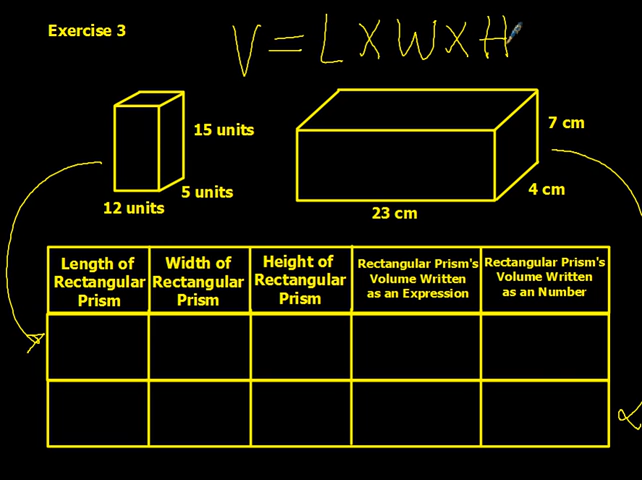 Exercise 3
V = L X W X H
15 units
5 units
12 units
7 cm
4 cm
23 cm
Length of Rectangular Prism
Width of Rectangular Prism
Height of Rectangular Prism
Rectangular Prism's Volume Written as an Expression
Rectangular Prism's Volume Written as an Number